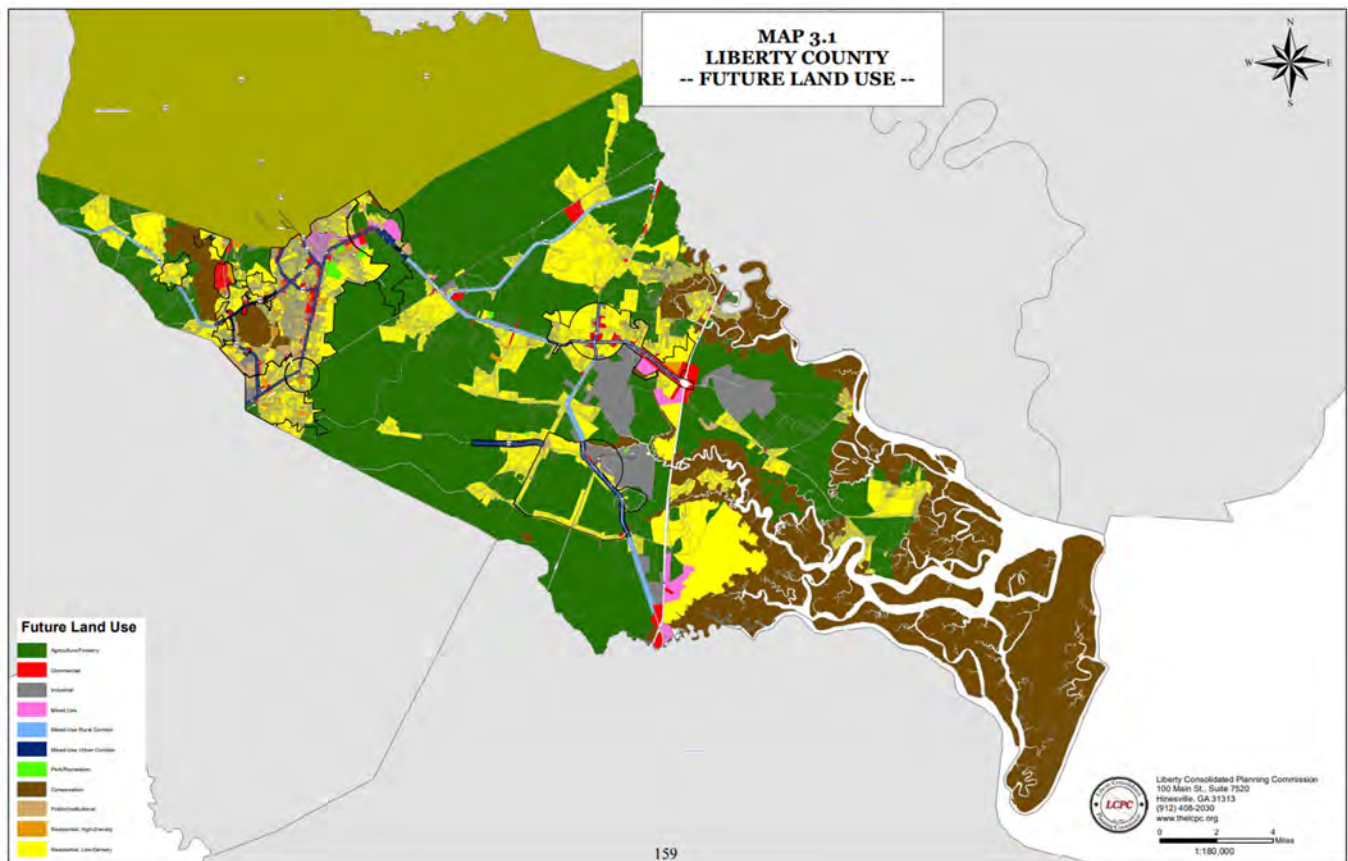 MAP 3.1
LIBERTY COUNTY
-- FUTURE LAND USE --
N
W E
S
Future Land Use
Agriculture/Forestry
Commercial
Industrial
Mixed Use
Mixed-Use Rural Corridor
Mixed-Use Urban Corridor
Park/Recreation
Conservation
Public/Institutional
Residential, High-Density
Residential, Low-Density
LCPC
Liberty Consolidated Planning Commission
100 Main St., Suite 7520
Hinesville, GA 31313
(912) 408-2030
www.thelcpc.org
0 2 4
Miles
1:180,000
159